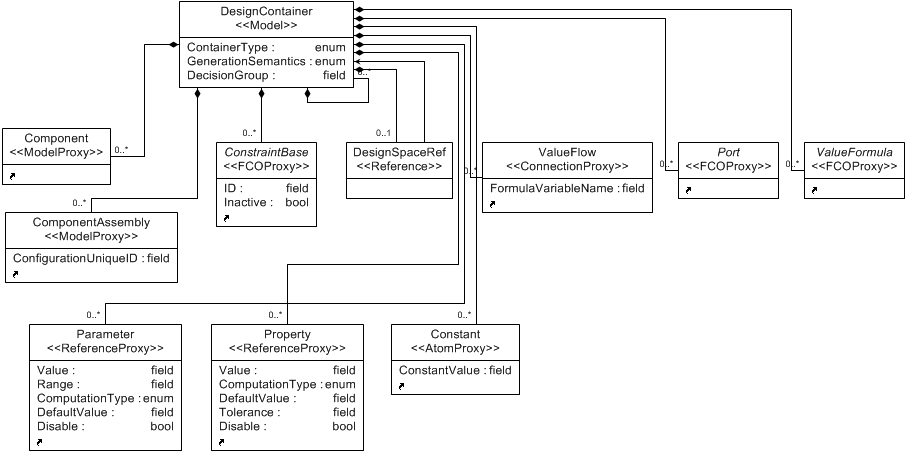 DesignContainer
<<Model>>
ContainerType : enum
GenerationSemantics : enum
DecisionGroup : field
0..*
Component
<<ModelProxy>>
0..*
0..*
ConstraintBase
<<FCOProxy>>
ID : field
Inactive : bool
0..1
DesignSpaceRef
<<Reference>>
0..*
ValueFlow
<<ConnectionProxy>>
FormulaVariableName : field
0..*
Port
<<FCOProxy>>
0..*
ValueFormula
<<FCOProxy>>
0..*
ComponentAssembly
<<ModelProxy>>
ConfigurationUniqueID : field
0..*
Parameter
<<ReferenceProxy>>
Value : field
Range : field
ComputationType : enum
DefaultValue : field
Disable : bool
0..*
Property
<<ReferenceProxy>>
Value : field
ComputationType : enum
DefaultValue : field
Tolerance : field
Disable : bool
0..*
Constant
<<AtomProxy>>
ConstantValue : field